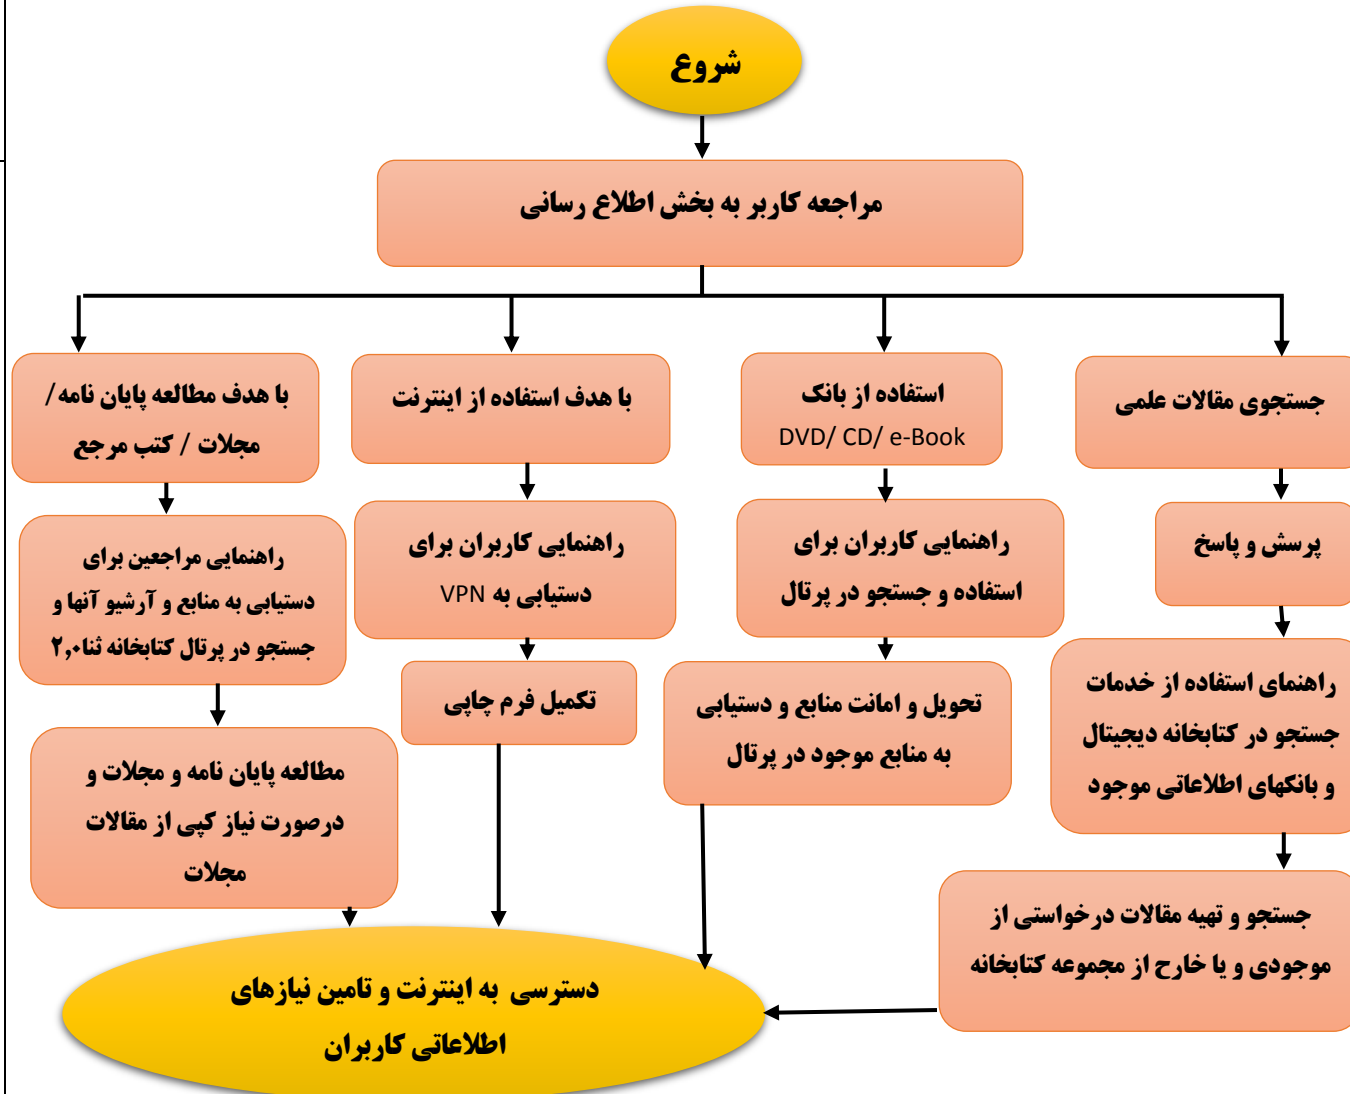 شروع
مراجعه کاربر به بخش اطلاع رسانی
جستجوی مقالات علمی
استفاده از بانک
DVD/ CD/ e-Book
با هدف استفاده از اینترنت
با هدف مطالعه پایان نامه/
مجلات / کتب مرجع
پرسش و پاسخ
راهنمایی کاربران برای
استفاده و جستجو در پرتال
راهنمایی کاربران برای
دستیابی به VPN
راهنمایی مراجعین برای
دستیابی به منابع و آرشیو آنها و
جستجو در پرتال کتابخانه ثنا۲,۰
راهنمای استفاده از خدمات
جستجو در کتابخانه دیجیتال
و بانکهای اطلاعاتی موجود
تحویل و امانت منابع و دستیابی
به منابع موجود در پرتال
تکمیل فرم چاپی
مطالعه پایان نامه و مجلات و
درصورت نیاز کپی از مقالات
مجلات
جستجو و تهیه مقالات درخواستی از
موجودی و یا خارج از مجموعه کتابخانه
دسترسی به اینترنت و تامین نیازهای
اطلاعاتی کاربران